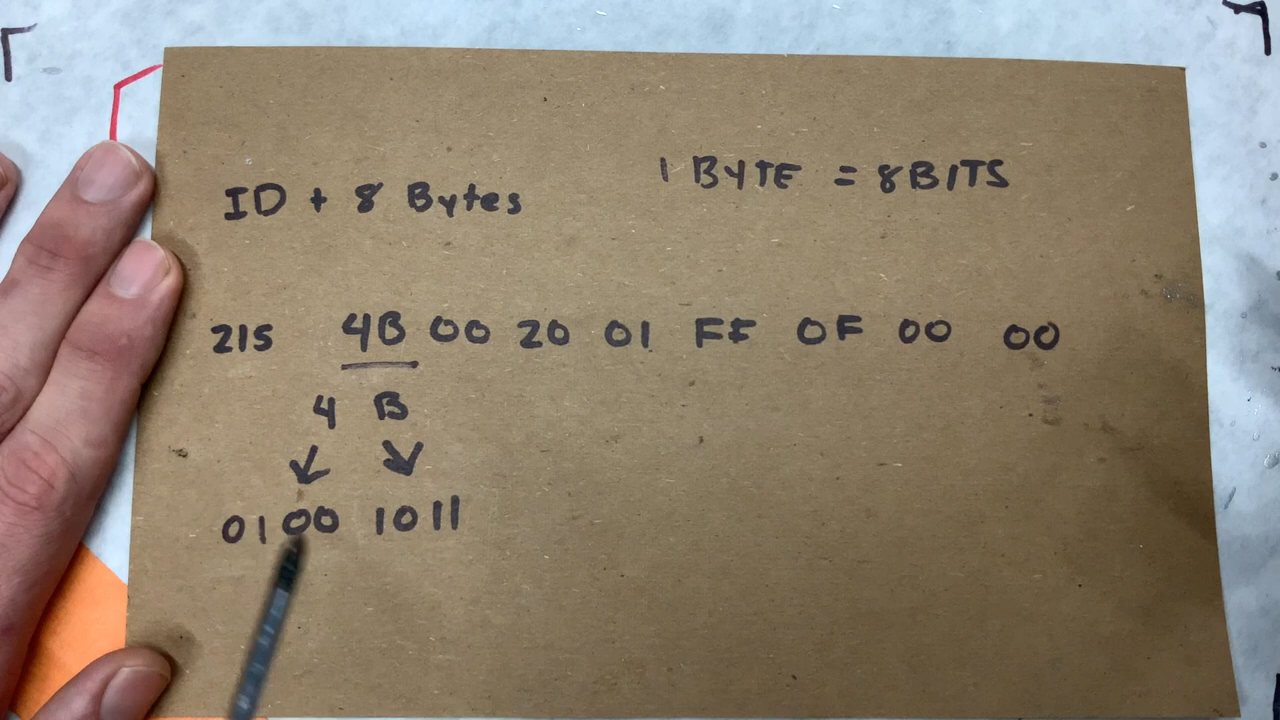 1 BYTE = 8BITS
ID + 8 Bytes
215 4B 00 20 01 FF 0F 00 00
4 B
0100 1011